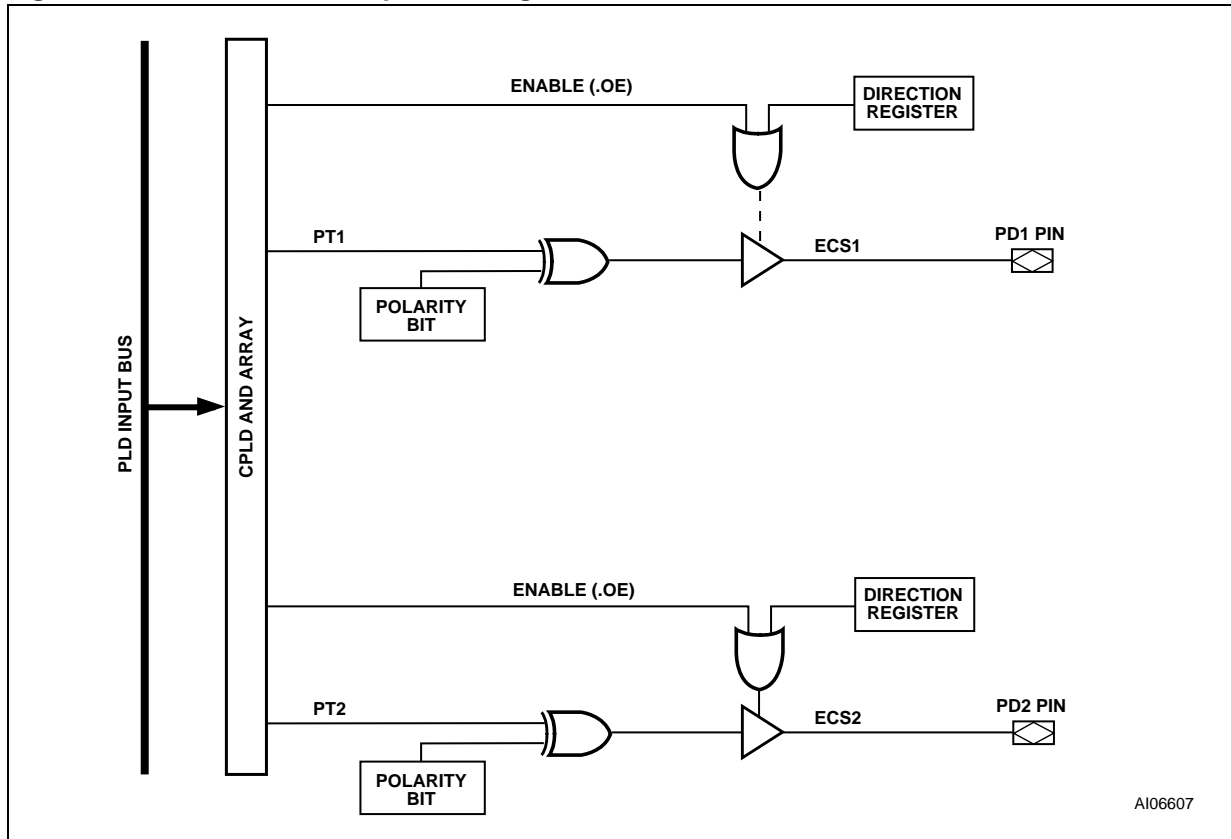 ENABLE (.OE)
DIRECTION
REGISTER
PT1
ECS1
PD1 PIN
POLARITY
BIT
PLD INPUT BUS
CPLD AND ARRAY
ENABLE (.OE)
DIRECTION
REGISTER
PT2
ECS2
PD2 PIN
POLARITY
BIT
AI06607